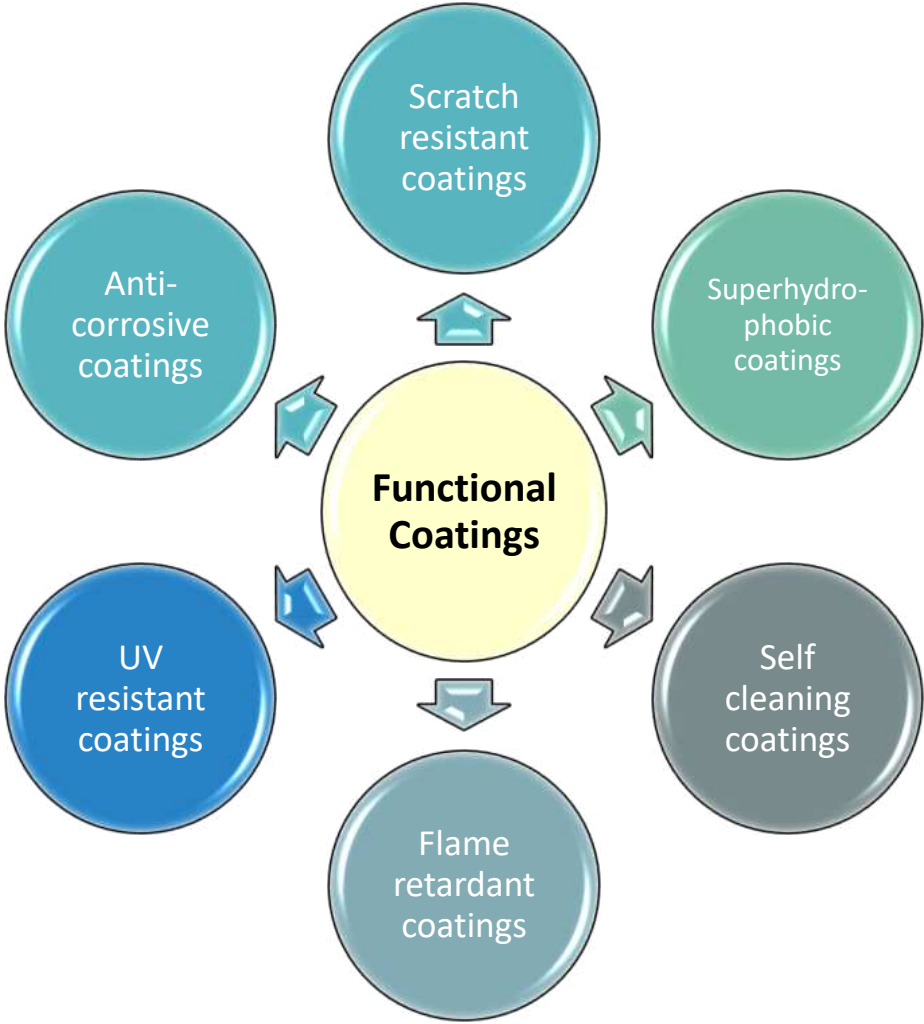 Scratch
resistant
coatings
Superhydro-
phobic
coatings
Self
cleaning
coatings
Flame
retardant
coatings
UV
resistant
coatings
Anti-
corrosive
coatings
Functional
Coatings